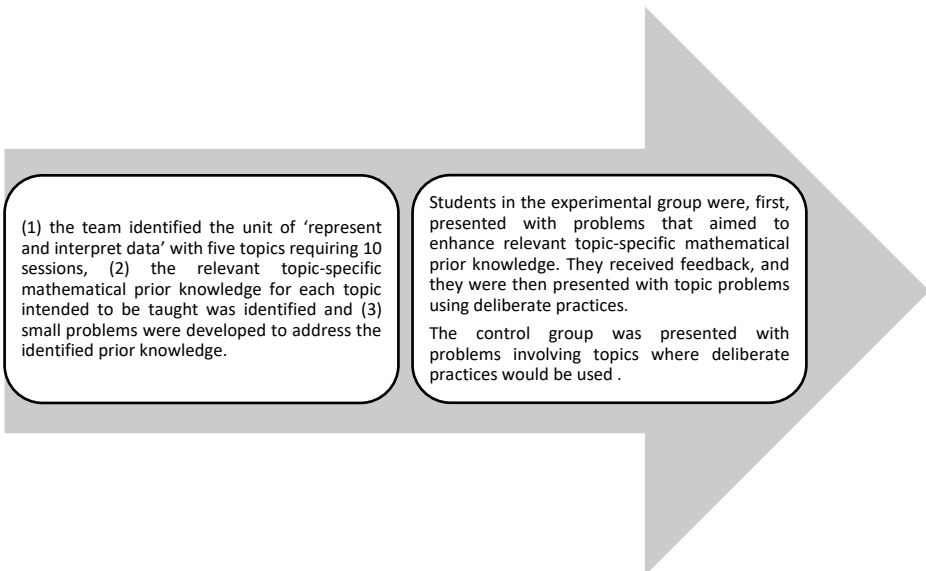 (1) the team identified the unit of ‘represent
and interpret data’ with five topics requiring 10
sessions, (2) the relevant topic-specific
mathematical prior knowledge for each topic
intended to be taught was identified and (3)
small problems were developed to address the
identified prior knowledge.
Students in the experimental group were, first,
presented with problems that aimed to
enhance relevant topic-specific mathematical
prior knowledge. They received feedback, and
they were then presented with topic problems
using deliberate practices.
The control group was presented with
problems involving topics where deliberate
practices would be used .